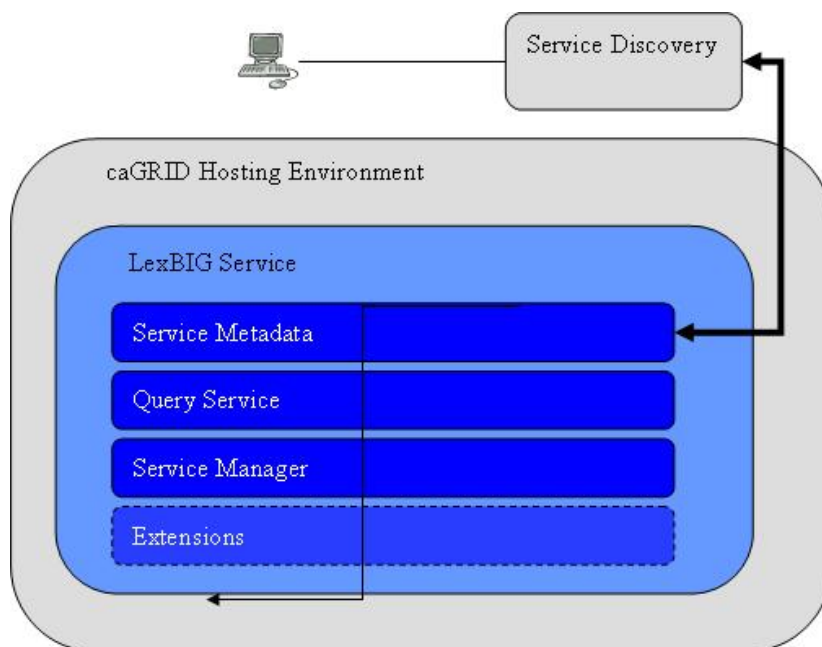 Service Discovery
caGRID Hosting Environment
LexBIG Service
Service Metadata
Query Service
Service Manager
Extensions